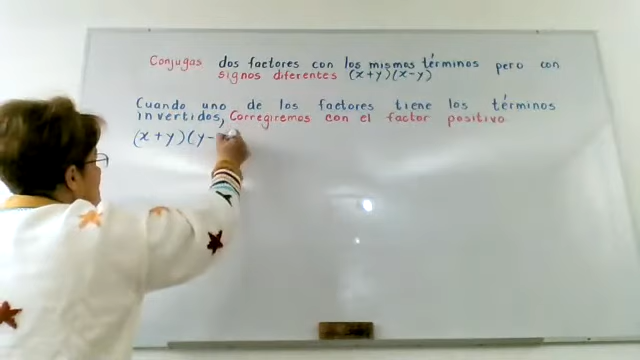 Conjugas dos factores con los mismos términos pero con
signos diferentes (x+y)(x-y)
Cuando uno de los factores tiene los términos
invertidos, Corregiremos con el factor positivo
(x+y)(y-